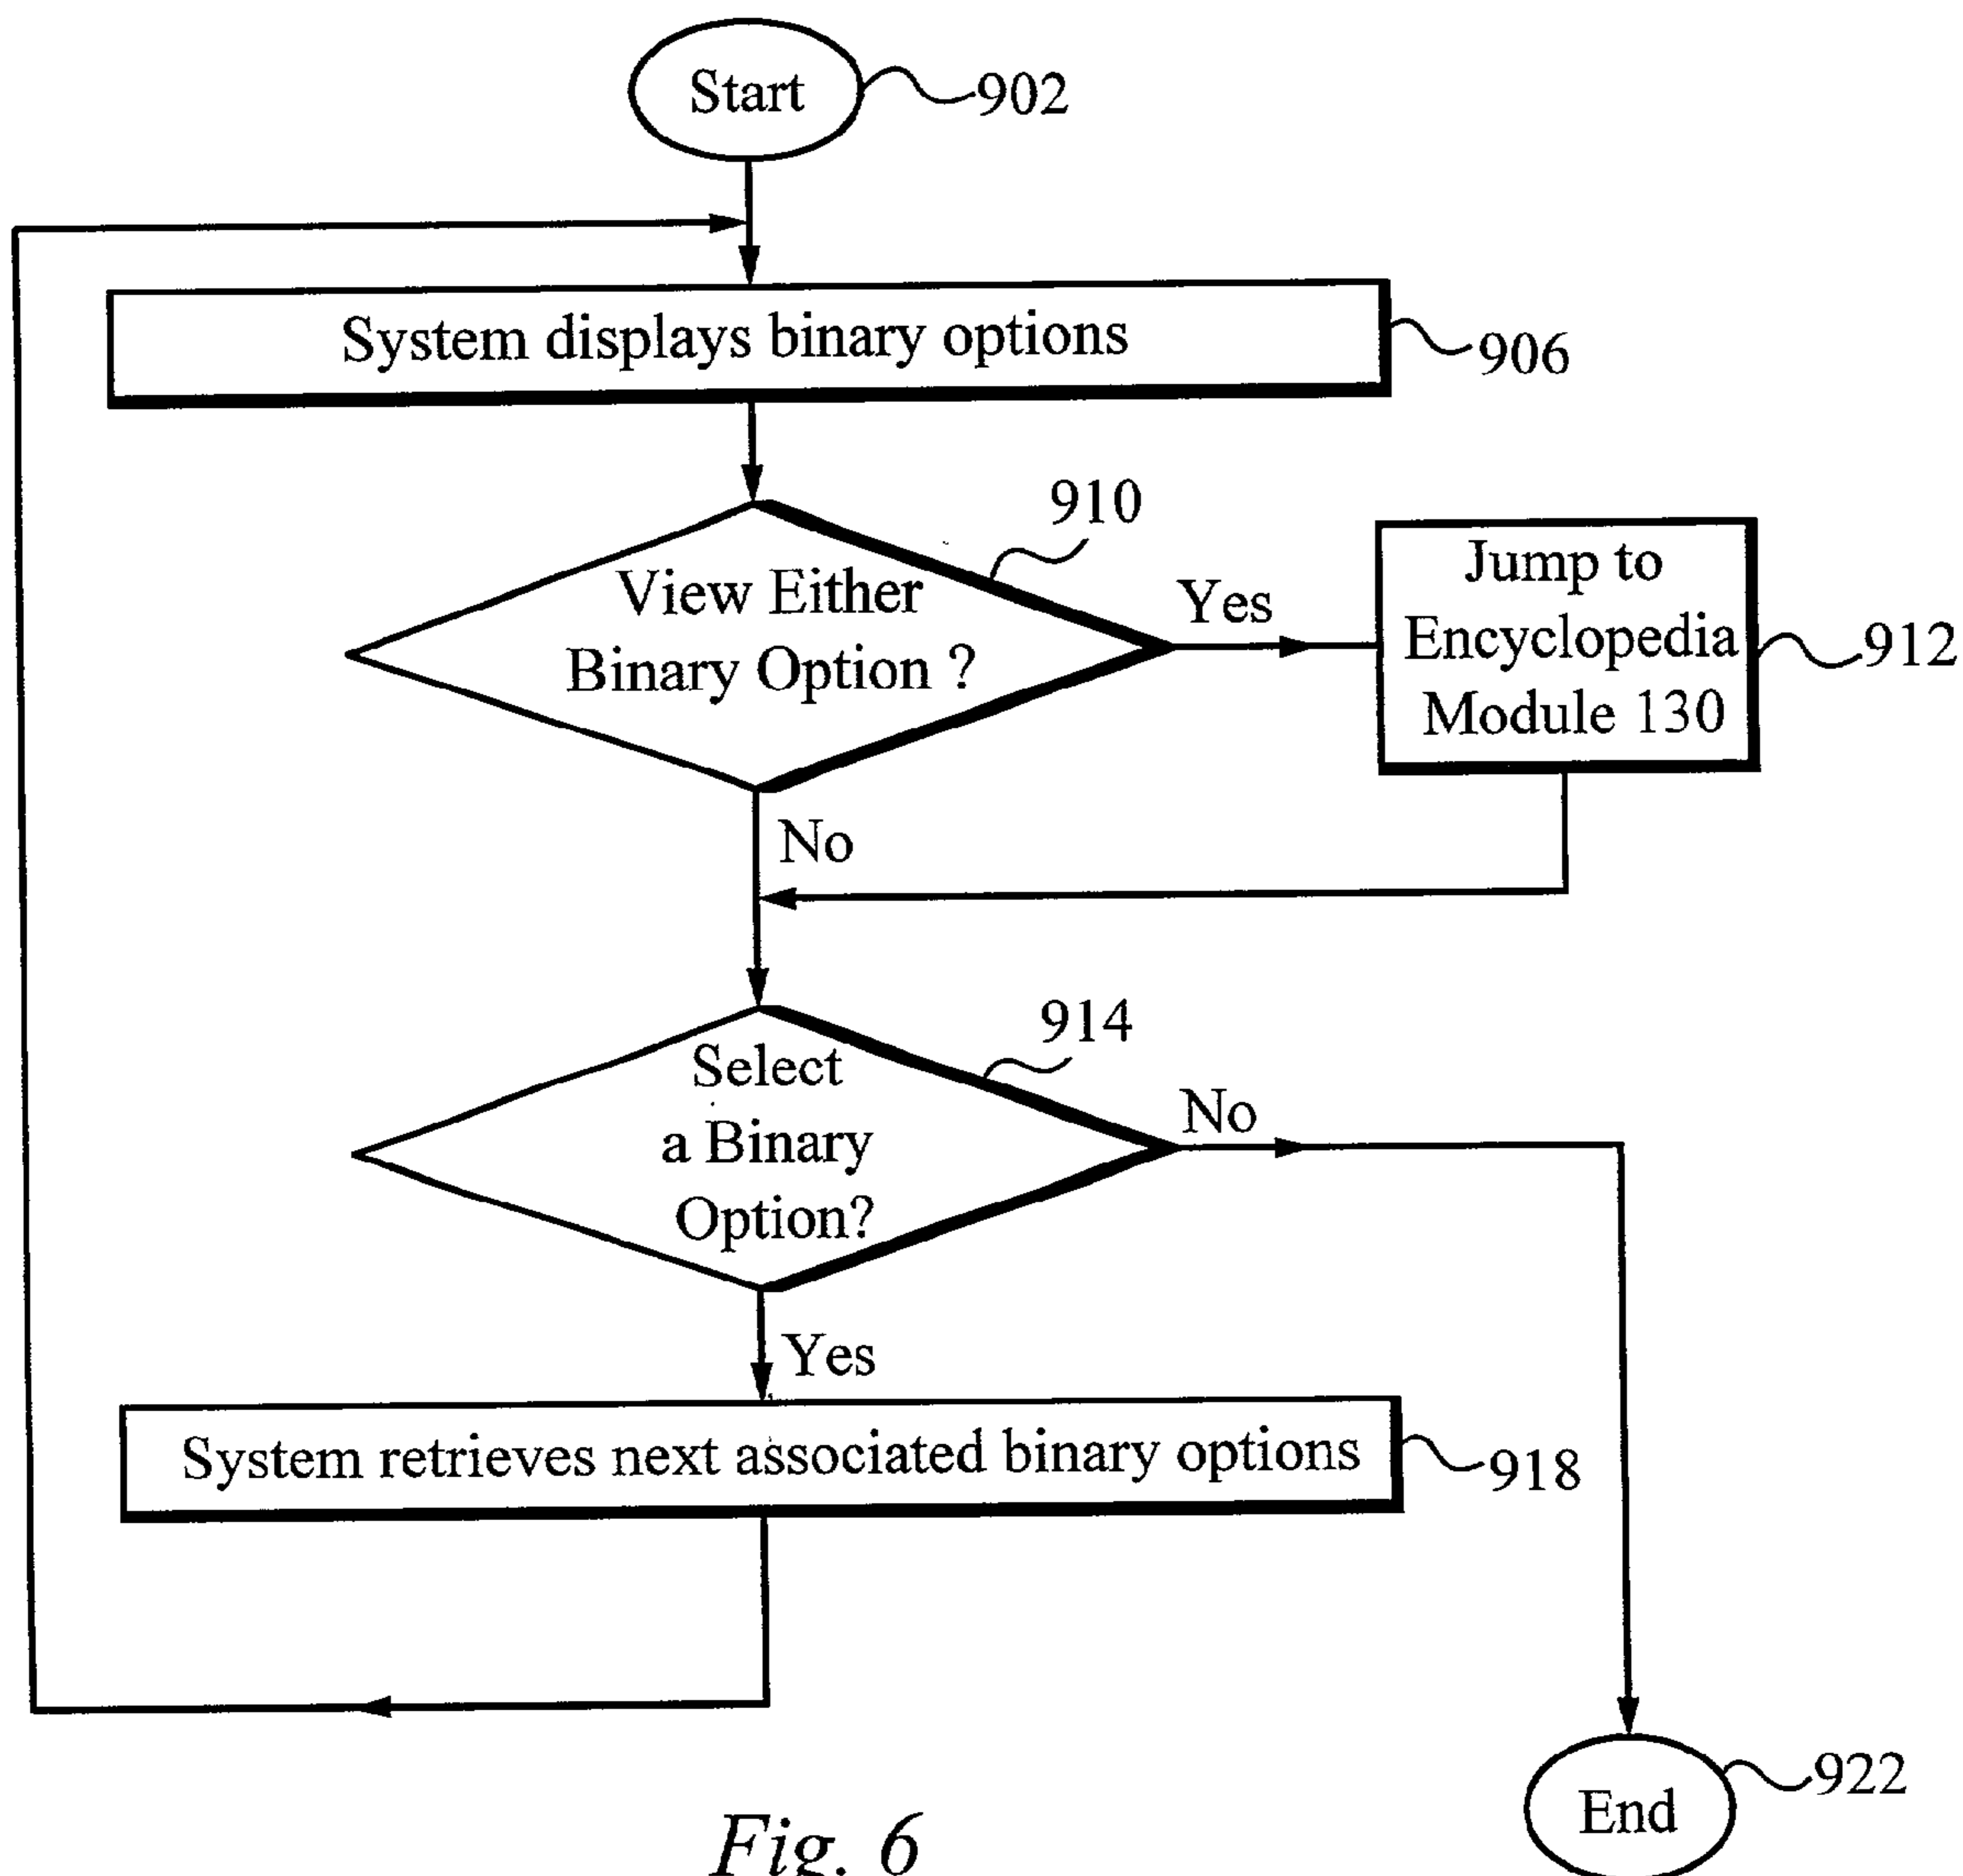 Start
902
System displays binary options
906
910
View Either
Binary Option ?
Yes
Jump to
Encyclopedia
Module 130
912
No
914
Select
a Binary
Option?
No
Yes
System retrieves next associated binary options
918
922
End
Fig. 6